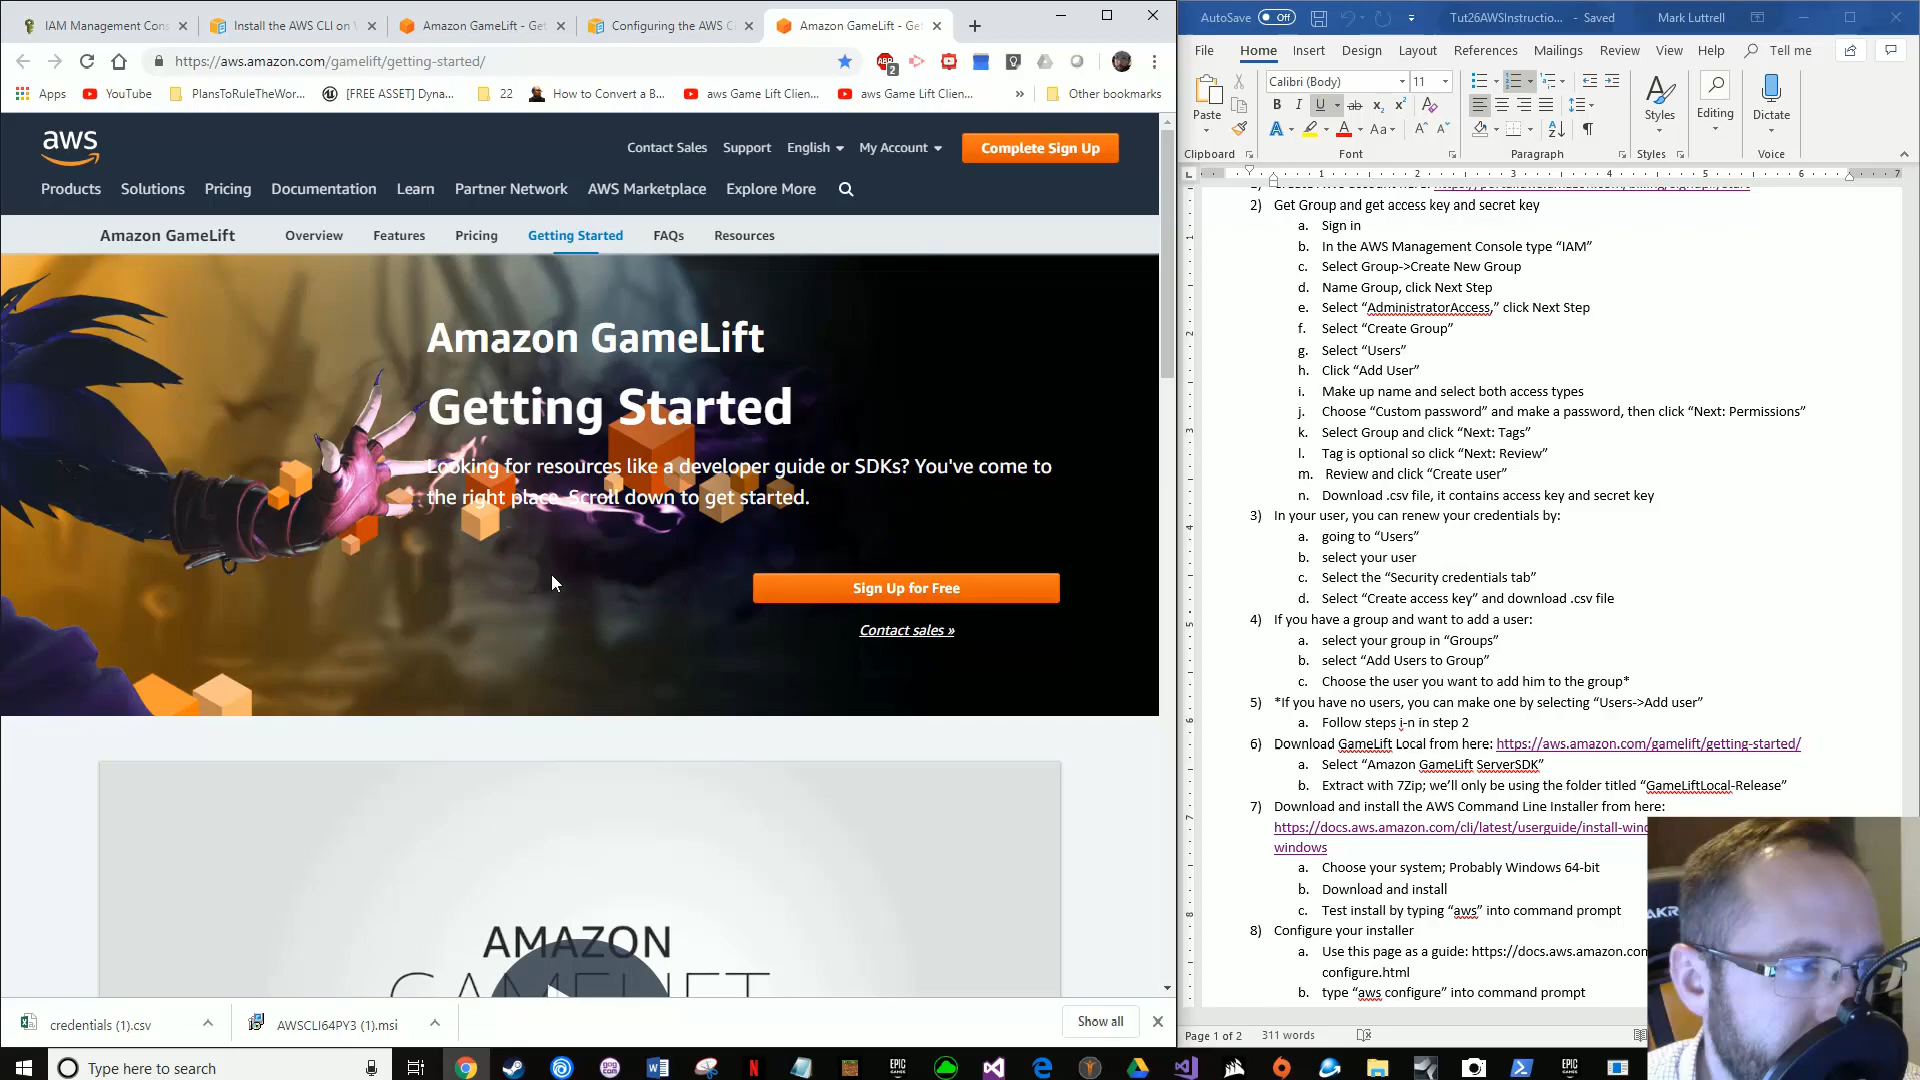 IAM Management Cons
Install the AWS CLI on
Amazon GameLift - Ge
Configuring the AWS C
Amazon GameLift - Ge
https://aws.amazon.com/gamelift/getting-started/
2
Apps
YouTube
PlansToRuleTheWor...
[FREE ASSET] Dyna...
22
How to Convert a B...
aws Game Lift Clien...
aws Game Lift Clien...
»
Other bookmarks
aws
Contact Sales
Support
English
My Account
Complete Sign Up
Products
Solutions
Pricing
Documentation
Learn
Partner Network
AWS Marketplace
Explore More
Amazon GameLift
Overview
Features
Pricing
Getting Started
FAQs
Resources
Amazon GameLift
Getting Started
Looking for resources like a developer guide or SDKs? You've come to
the right place. Scroll down to get started.
Sign Up for Free
Contact sales »
AMAZON
credentials (1).csv
AWSCLI64PY3 (1).msi
Show all
Type here to search
AutoSave
Off
Tut26AWSInstructio... - Saved
Mark Luttrell
File
Home
Insert
Design
Layout
References
Mailings
Review
View
Help
Tell me
Paste
Calibri (Body)
11
Styles
Editing
Dictate
Clipboard
Font
Paragraph
Styles
Voice
2) Get Group and get access key and secret key
a. Sign in
b. In the AWS Management Console type “IAM”
c. Select Group->Create New Group
d. Name Group, click Next Step
e. Select “AdministratorAccess,” click Next Step
f. Select “Create Group”
g. Select “Users”
h. Click “Add User”
i. Make up name and select both access types
j. Choose “Custom password” and make a password, then click “Next: Permissions”
k. Select Group and click “Next: Tags”
l. Tag is optional so click “Next: Review”
m. Review and click “Create user”
n. Download .csv file, it contains access key and secret key
3) In your user, you can renew your credentials by:
a. going to “Users”
b. select your user
c. Select the “Security credentials tab”
d. Select “Create access key” and download .csv file
4) If you have a group and want to add a user:
a. select your group in “Groups”
b. select “Add Users to Group”
c. Choose the user you want to add him to the group*
5) *If you have no users, you can make one by selecting “Users->Add user”
a. Follow steps i-n in step 2
6) Download GameLift Local from here: https://aws.amazon.com/gamelift/getting-started/
a. Select “Amazon GameLift ServerSDK”
b. Extract with 7Zip; we’ll only be using the folder titled “GameLiftLocal-Release”
7) Download and install the AWS Command Line Installer from here:
https://docs.aws.amazon.com/cli/latest/userguide/install-wind
windows
a. Choose your system; Probably Windows 64-bit
b. Download and install
c. Test install by typing “aws” into command prompt
8) Configure your installer
a. Use this page as a guide: https://docs.aws.amazon.com
configure.html
b. type “aws configure” into command prompt
Page 1 of 2
311 words